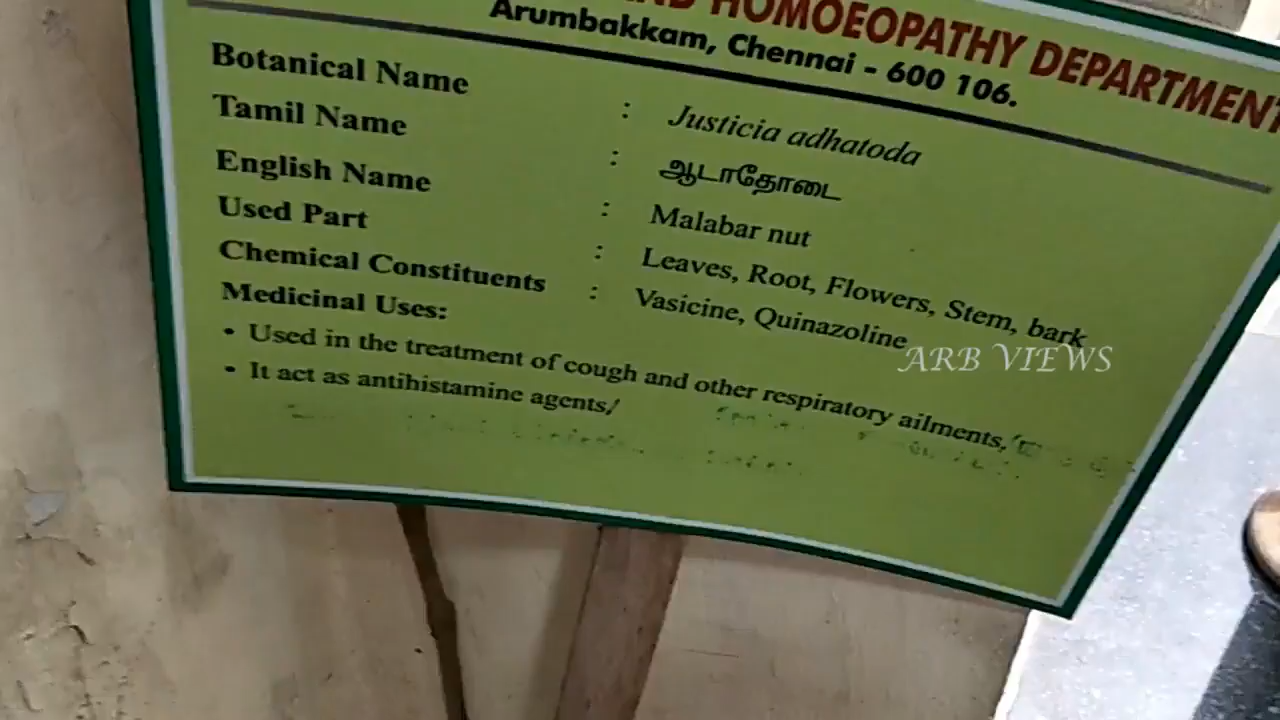 HOMOEOPATHY DEPARTMENT
Arumbakkam, Chennai - 600 106.
Botanical Name : Justicia adhatoda
Tamil Name : ஆடாதோடை
English Name : Malabar nut
Used Part : Leaves, Root, Flowers, Stem, bark
Chemical Constituents : Vasicine, Quinazoline
Medicinal Uses:
• Used in the treatment of cough and other respiratory ailments,
• It act as antihistamine agents/
ARB VIEWS